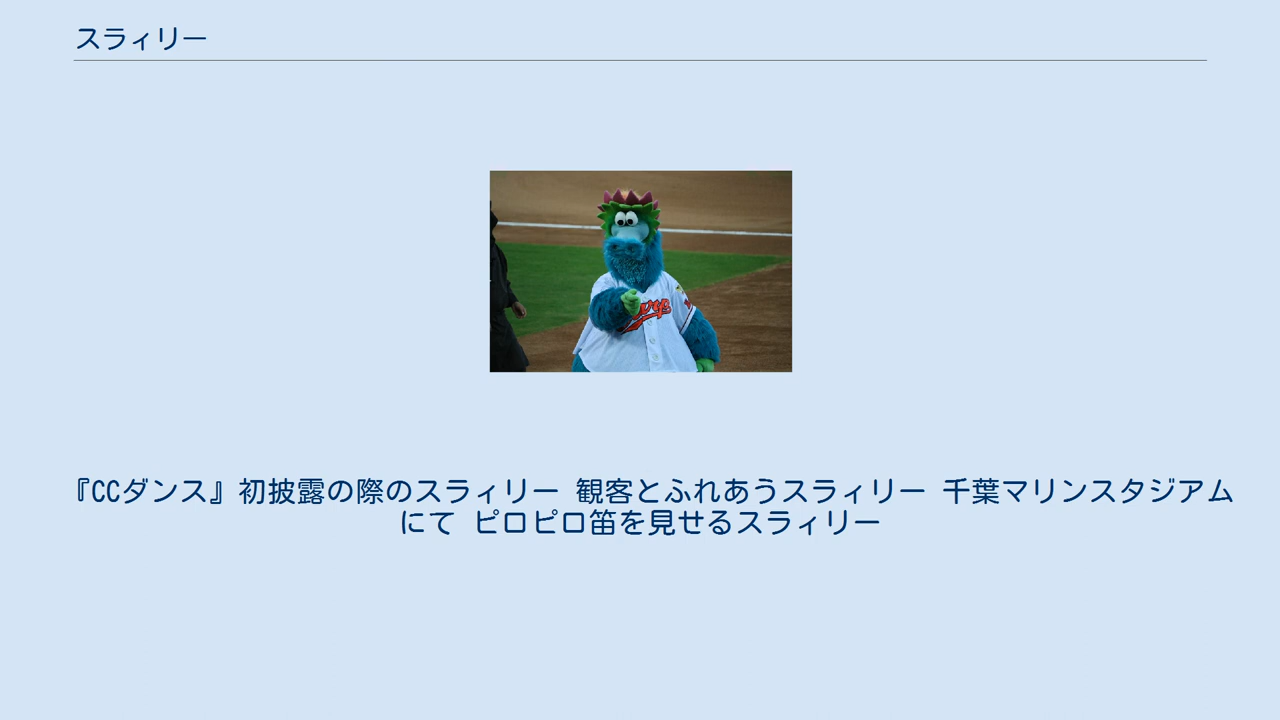 スラィリー
『CCダンス』初披露の際のスラィリー 観客とふれあうスラィリー 千葉マリンスタジアム
にて ピロピロ笛を見せるスラィリー